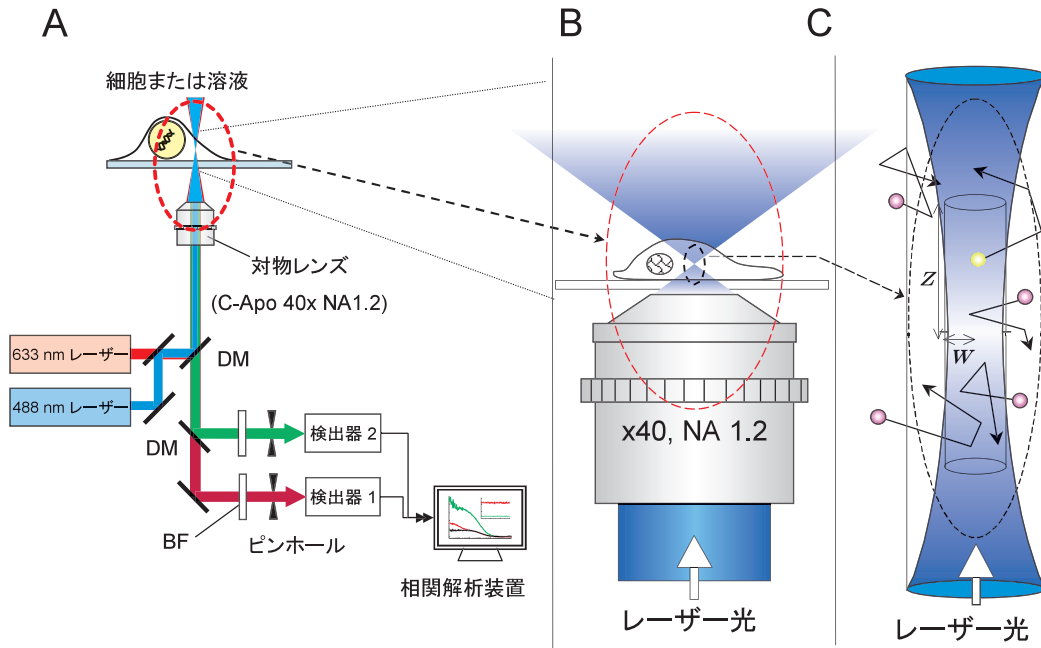 A
細胞または溶液
対物レンズ
(C-Apo 40x NA1.2)
633 nm レーザー
488 nm レーザー
DM
DM
検出器 2
検出器 1
BF
ピンホール
相関解析装置
B
x40, NA 1.2
レーザー光
C
Z
W
レーザー光